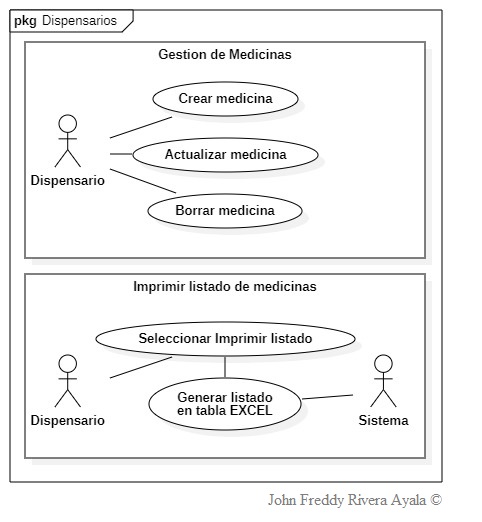 pkg Dispensarios
Gestion de Medicinas
Crear medicina
Actualizar medicina
Dispensario
Borrar medicina
Imprimir listado de medicinas
Seleccionar Imprimir listado
Generar listado
en tabla EXCEL
Dispensario
Sistema
John Freddy Rivera Ayala ©